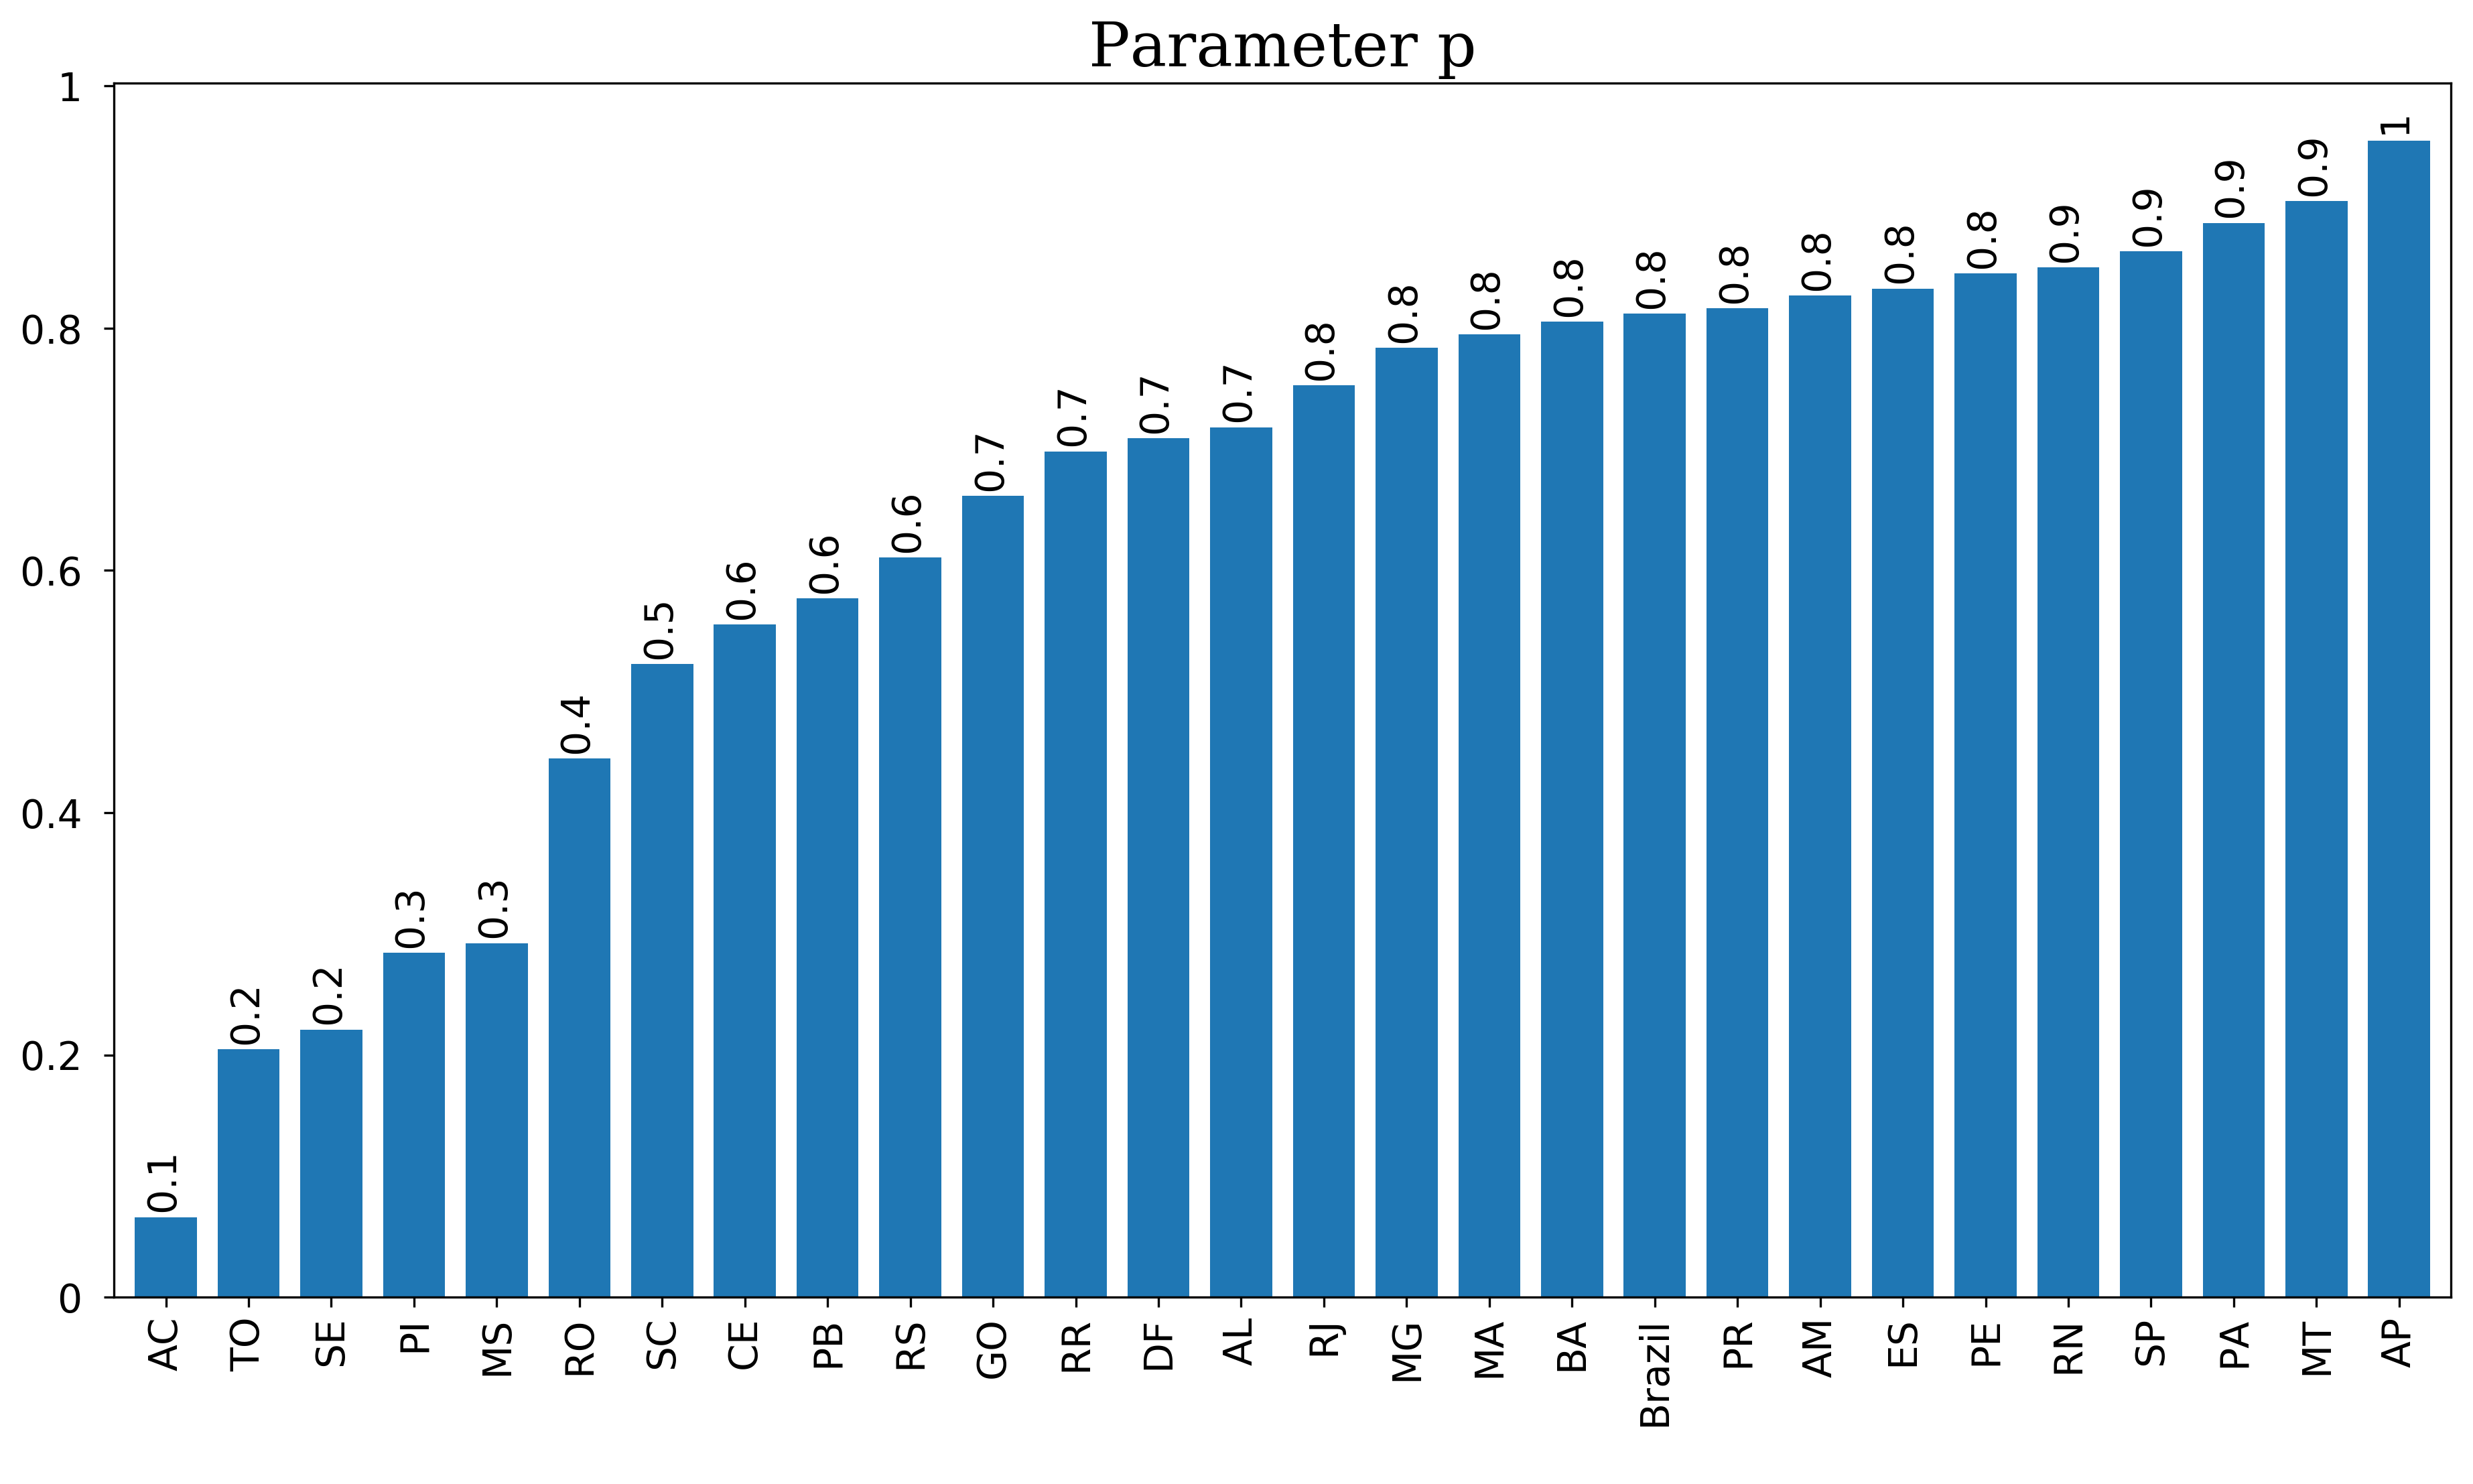 Parameter p
1
0.8
0.6
0.4
0.2
0
0.1
0.2
0.2
0.3
0.3
0.4
0.5
0.6
0.6
0.6
0.7
0.7
0.7
0.7
0.8
0.8
0.8
0.8
0.8
0.8
0.8
0.8
0.8
0.9
0.9
0.9
0.9
1
AC
TO
SE
PI
MS
RO
SC
CE
PB
RS
GO
RR
DF
AL
RJ
MG
MA
BA
Brazil
PR
AM
ES
PE
RN
SP
PA
MT
AP